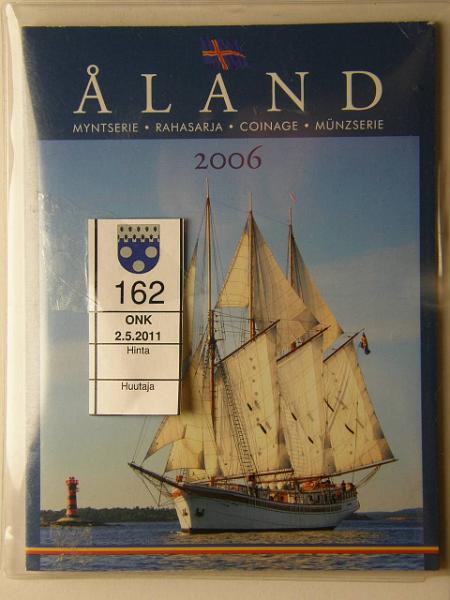 ÅLAND
MYNTSERIE • RAHASARJA • COINAGE • MÜNZSERIE
2006
162
ONK
2.5.2011
Hinta
Huutaja